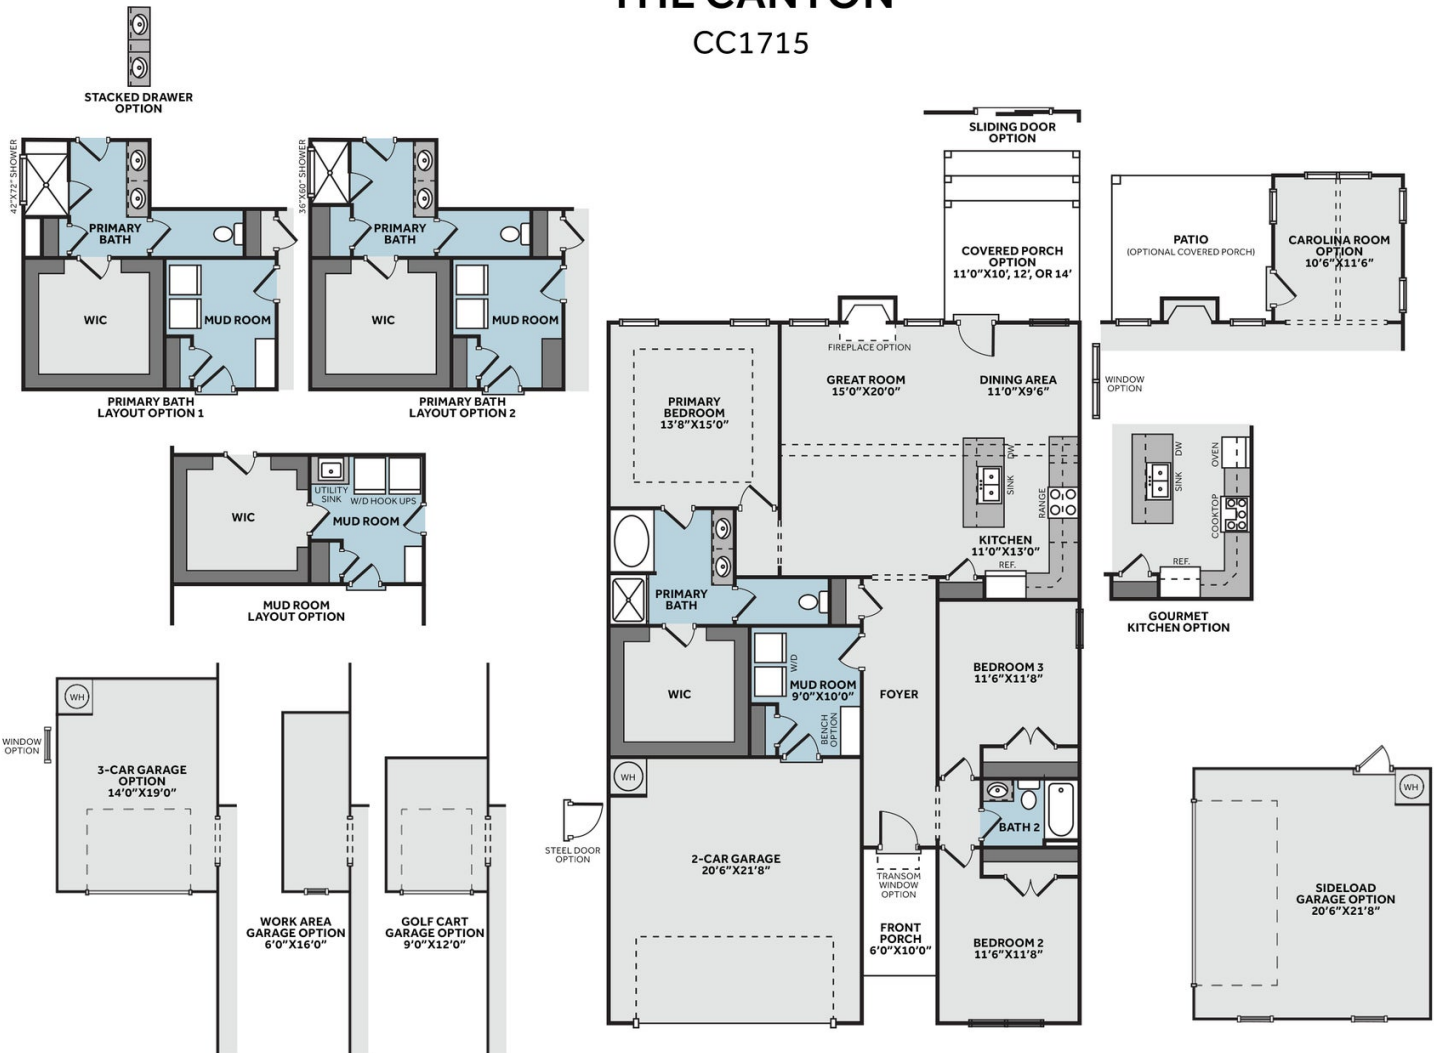 THE CANYON
CC1715
STACKED DRAWER
OPTION
42"X72" SHOWER
PRIMARY
BATH
WIC
MUD ROOM
PRIMARY BATH
LAYOUT OPTION 1
36"X60" SHOWER
PRIMARY
BATH
WIC
MUD ROOM
PRIMARY BATH
LAYOUT OPTION 2
WIC
UTILITY
SINK
W/D HOOK UPS
MUD ROOM
MUD ROOM
LAYOUT OPTION
WH
WINDOW
OPTION
3-CAR GARAGE
OPTION
14'0"X19'0"
WORK AREA
GARAGE OPTION
6'0"X16'0"
GOLF CART
GARAGE OPTION
9'0"X12'0"
STEEL DOOR
OPTION
SLIDING DOOR
OPTION
COVERED PORCH
OPTION
11'0"X10', 12', OR 14'
FIREPLACE OPTION
GREAT ROOM
15'0"X20'0"
DINING AREA
11'0"X9'6"
PRIMARY
BEDROOM
13'8"X15'0"
DW
SINK
RANGE
KITCHEN
11'0"X13'0"
REF.
PRIMARY
BATH
WIC
W/D
MUD ROOM
9'0"X10'0"
BENCH
OPTION
FOYER
BEDROOM 3
11'6"X11'8"
WH
BATH 2
2-CAR GARAGE
20'6"X21'8"
TRANSOM
WINDOW
OPTION
FRONT
PORCH
6'0"X10'0"
BEDROOM 2
11'6"X11'8"
PATIO
(OPTIONAL COVERED PORCH)
CAROLINA ROOM
OPTION
10'6"X11'6"
WINDOW
OPTION
DW
SINK
OVEN
COOKTOP
REF.
GOURMET
KITCHEN OPTION
WH
SIDELOAD
GARAGE OPTION
20'6"X21'8"